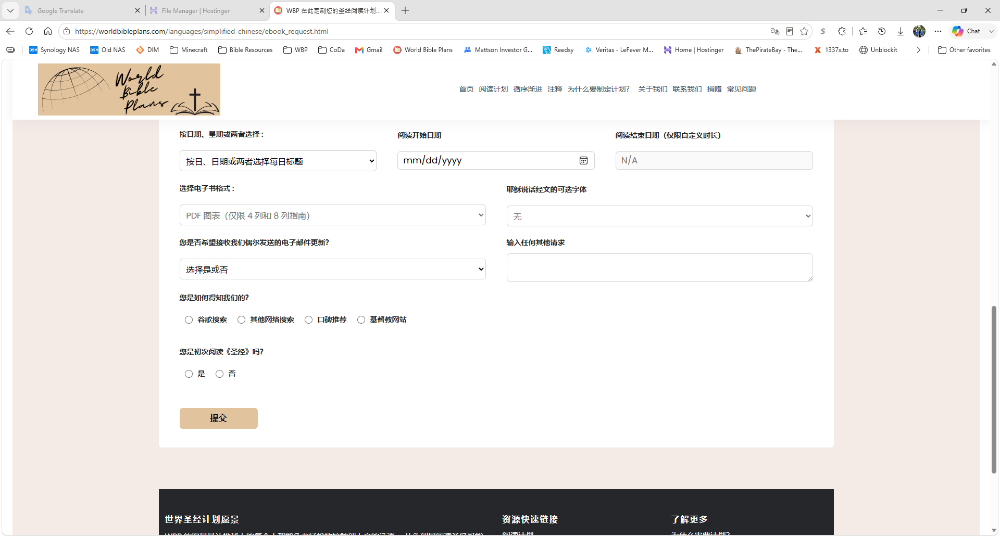 Google Translate
File Manager | Hostinger
WBP 在此定制您的圣经阅读计划...
https://worldbibleplans.com/languages/simplified-chinese/ebook_request.html
Chat
Synology NAS
Old NAS
DIM
Minecraft
Bible Resources
WBP
CoDa
Gmail
World Bible Plans
Mattson Investor G...
Reedsy
Veritas - LeFever M...
Home | Hostinger
ThePirateBay - The...
1337x.to
Unblockit
Other favorites
World
Bible
Plans
首页 阅读计划 循序渐进 注释 为什么要制定计划？ 关于我们 联系我们 捐赠 常见问题
按日期、星期或两者选择：
阅读开始日期
阅读结束日期（仅限自定义时长）
按日、日期或两者选择每日标题
mm/dd/yyyy
N/A
选择电子书格式：
耶稣说话经文的可选字体
PDF 图表（仅限 4 列和 8 列指南）
无
您是否希望接收我们偶尔发送的电子邮件更新？
输入任何其他请求
选择是或否
您是如何得知我们的？
谷歌搜索 其他网络搜索 口碑推荐 基督教网站
您是初次阅读《圣经》吗？
是 否
提交
世界圣经计划愿景
资源快速链接
了解更多
阅读计划